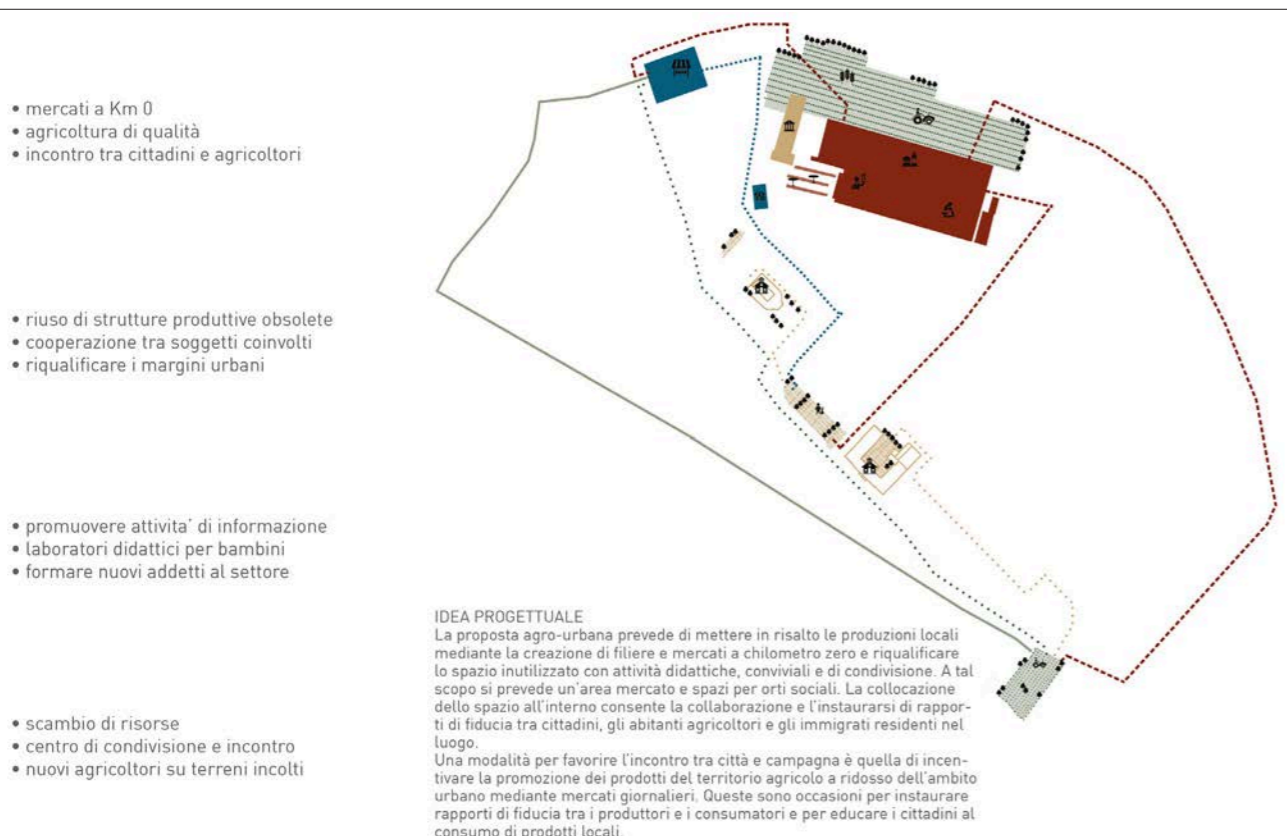 • mercati a Km 0
• agricoltura di qualità
• incontro tra cittadini e agricoltori
• riuso di strutture produttive obsolete
• cooperazione tra soggetti coinvolti
• riqualificare i margini urbani
• promuovere attivita’ di informazione
• laboratori didattici per bambini
• formare nuovi addetti al settore
• scambio di risorse
• centro di condivisione e incontro
• nuovi agricoltori su terreni incolti
IDEA PROGETTUALE
La proposta agro-urbana prevede di mettere in risalto le produzioni locali
mediante la creazione di filiere e mercati a chilometro zero e riqualificare
lo spazio inutilizzato con attività didattiche, conviviali e di condivisione. A tal
scopo si prevede un’area mercato e spazi per orti sociali. La collocazione
dello spazio all’interno consente la collaborazione e l’instaurarsi di rappor-
ti di fiducia tra cittadini, gli abitanti agricoltori e gli immigrati residenti nel
luogo.
Una modalità per favorire l’incontro tra città e campagna è quella di incen-
tivare la promozione dei prodotti del territorio agricolo a ridosso dell’ambito
urbano mediante mercati giornalieri. Queste sono occasioni per instaurare
rapporti di fiducia tra i produttori e i consumatori e per educare i cittadini al
consumo di prodotti locali.